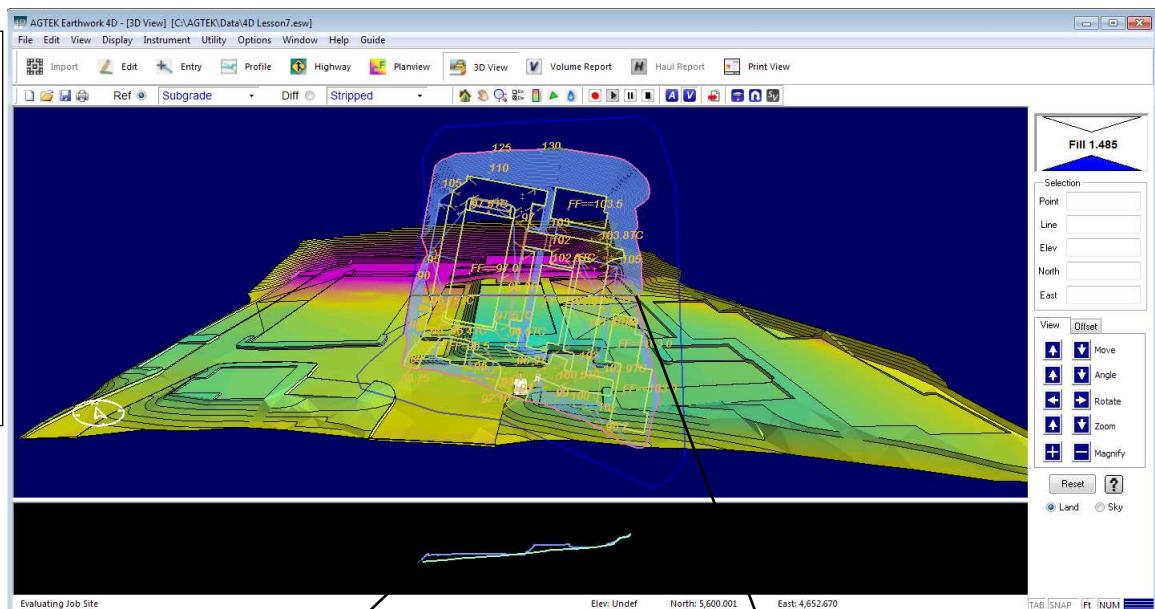 AGTEK Earthwork 4D - [3D View] [C:\AGTEK\Data\4D Lesson7.esw]
File Edit View Display Instrument Utility Options Window Help Guide
Import Edit Entry Profile Highway Planview 3D View Volume Report Haul Report Print View
Ref Subgrade Diff Stripped
Fill 1.485
Selection
Point
Line
Elev
North
East
View Offset
Move
Angle
Rotate
Zoom
Magnify
Reset ?
Land Sky
125 130
110
105
FF==103.5
97
103
103.87C
102
105
FF==97.0
90
Evaluating Job Site Elev: Undef North: 5,600.001 East: 4,652.670 TAB SNAP Ft NUM